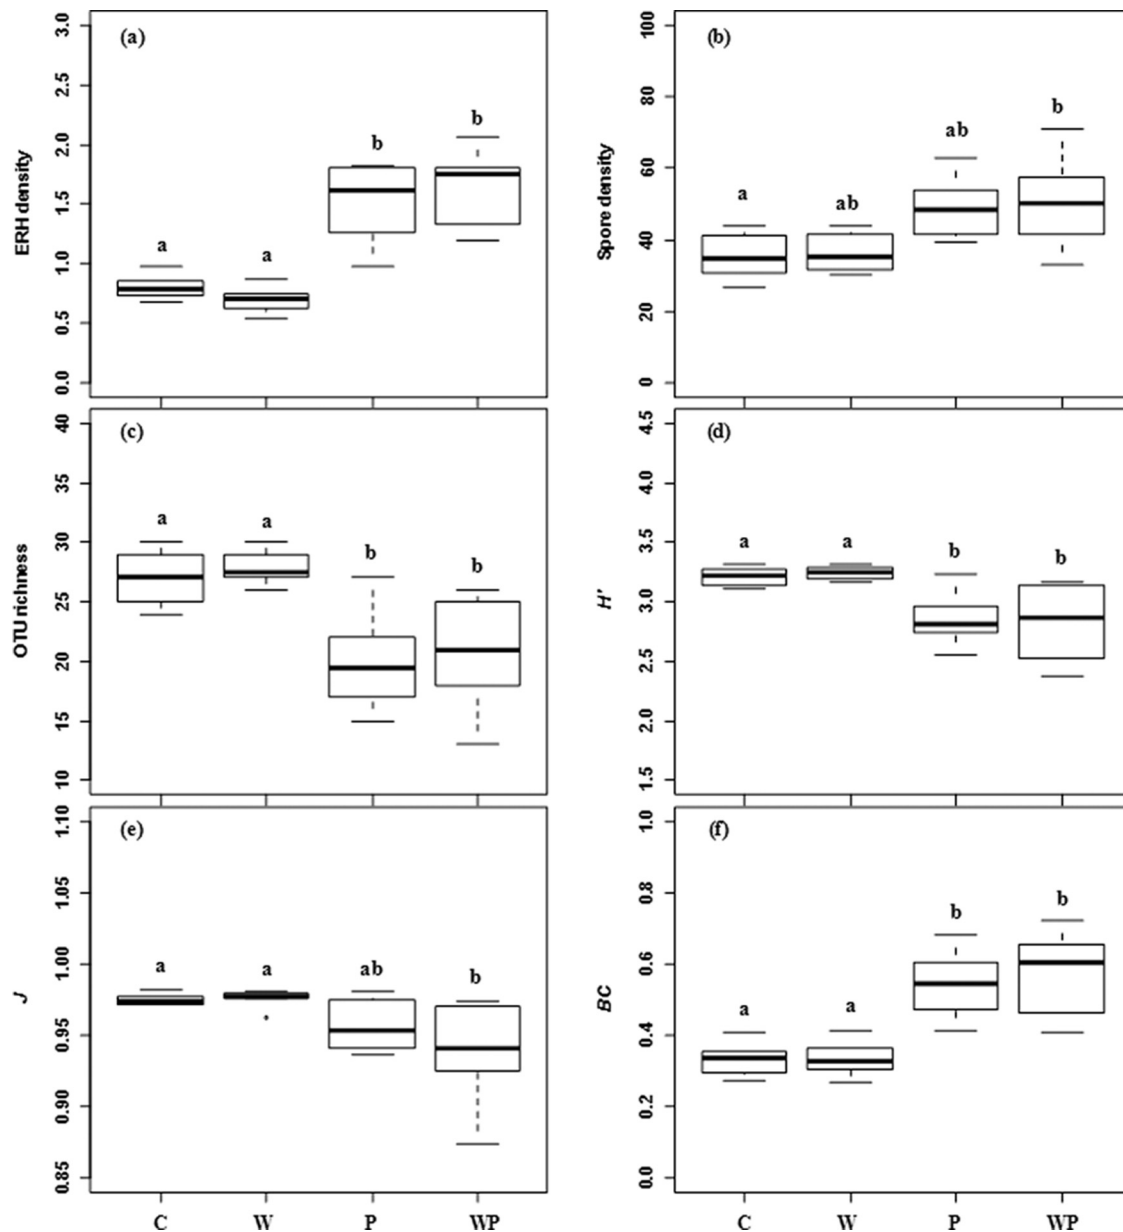 (a)
ERH density
3.0
2.5
2.0
1.5
1.0
0.5
0.0
a
a
b
b
(b)
Spore density
100
80
60
40
20
0
a
ab
ab
b
(c)
OTU richness
40
35
30
25
20
15
10
a
a
b
b
(d)
H'
4.5
4.0
3.5
3.0
2.5
2.0
1.5
a
a
b
b
(e)
J
1.10
1.05
1.00
0.95
0.90
0.85
a
a
ab
b
C W P WP
(f)
BC
1.0
0.8
0.6
0.4
0.2
0.0
a
a
b
b
C W P WP